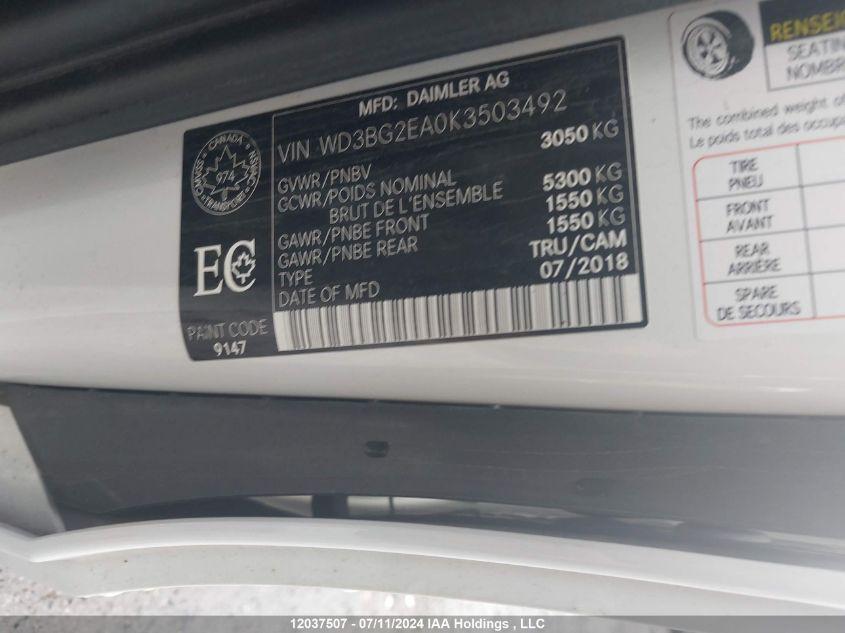 MFD: DAIMLER AG
VIN WD3BG2EA0K3503492
GVWR/PNBV 3050 KG
GCWR/POIDS NOMINAL
BRUT DE L'ENSEMBLE 5300 KG
GAWR/PNBE FRONT 1550 KG
GAWR/PNBE REAR 1550 KG
TYPE TRU/CAM
DATE OF MFD 07/2018
CANADA
974
TRANSPORT
EC
PAINT CODE
9147
RENSEI
SEATIN
NOMBR
The combined weight of
Le poids total des occupa
TIRE
PNEU
FRONT
AVANT
REAR
ARRIÈRE
SPARE
DE SECOURS
12037507 - 07/11/2024 IAA Holdings , LLC